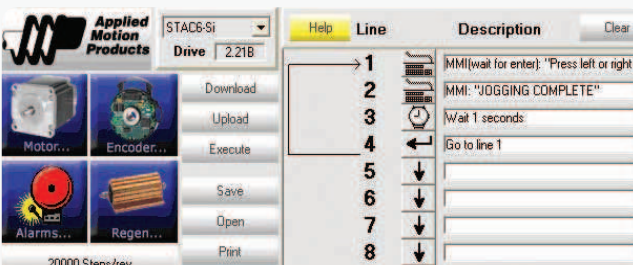 Applied
Motion
Products
STAC6-Si
Drive 2.21B
Download
Upload
Execute
Motor...
Encoder...
Save
Open
Print
Alarms...
Regen...
20000 Steps/rev
Help Line Description Clear
1 MMI(wait for enter): "Press left or right
2 MMI: "JOGGING COMPLETE"
3 Wait 1 seconds
4 Go to line 1
5
6
7
8